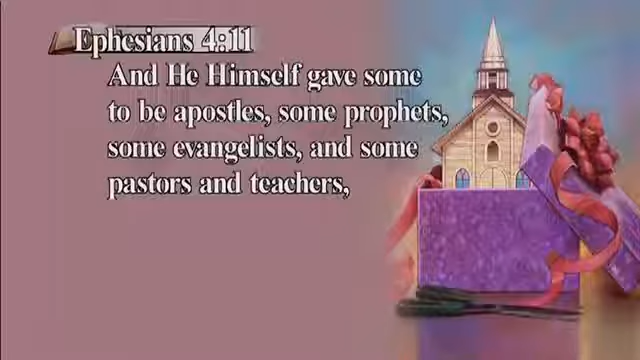 Ephesians 4:11
And He Himself gave some
to be apostles, some prophets,
some evangelists, and some
pastors and teachers,